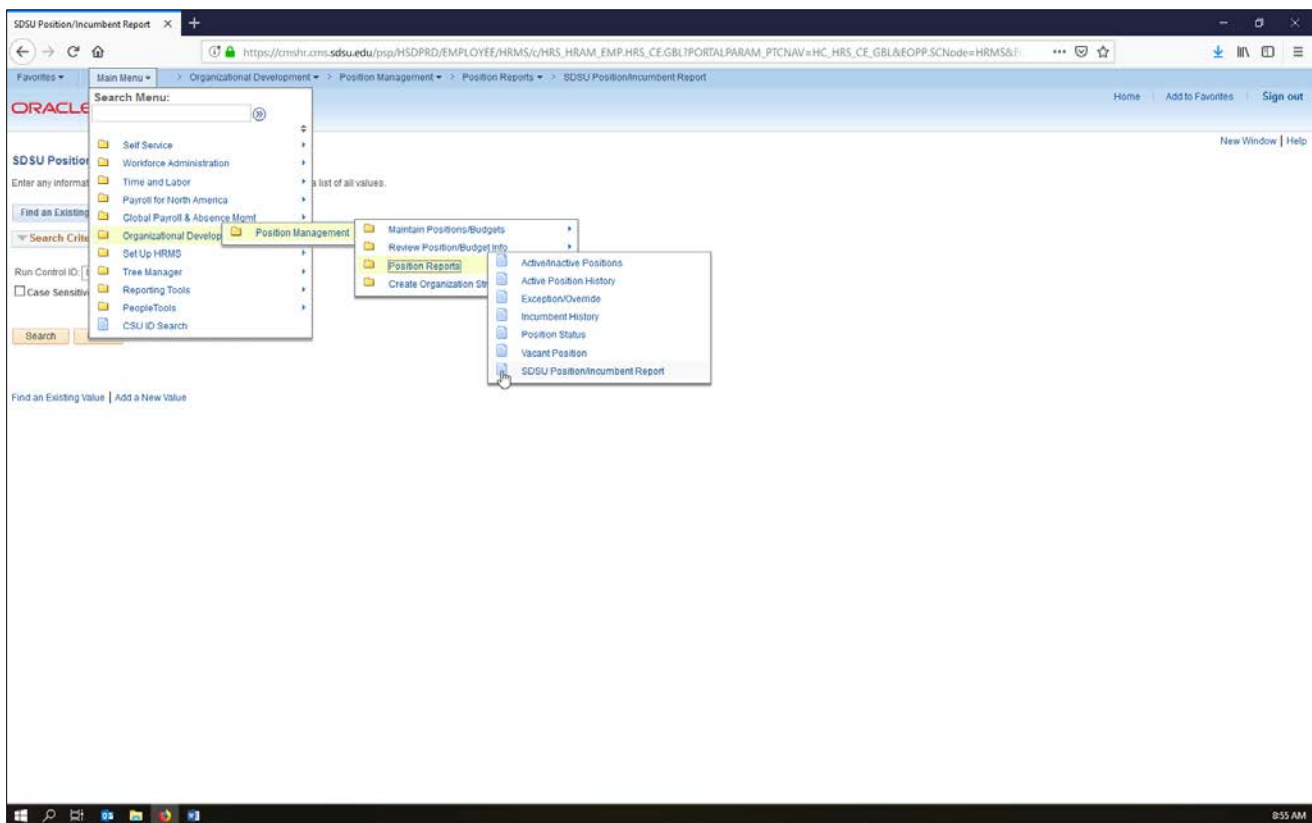 SDSU Position/Incumbent Report
https://cmshr.cms.sdsu.edu/psp/HSDPRD/EMPLOYEE/HRMS/c/HRS_HRAM_EMP.HRS_CE.GBL?PORTALPARAM_PTCNAV=HC_HRS_CE_GBL&EOPP.SCNode=HRMS&
Favorites Main Menu > Organizational Development > Position Management > Position Reports > SDSU Position/Incumbent Report
Home Add to Favorites Sign out
ORACLE
Search Menu:
New Window | Help
Self Service
SDSU Position
Workforce Administration
Enter any informat
Time and Labor
a list of all values.
Payroll for North America
Find an Existing
Global Payroll & Absence Mgmt
Search Crite
Organizational Develop
Position Management
Maintain Positions/Budgets
Review Position/Budget Info
Set Up HRMS
Position Reports
Active/Inactive Positions
Run Control ID:
Tree Manager
Create Organization Str
Active Position History
Case Sensitiv
Reporting Tools
Exception/Override
PeopleTools
Incumbent History
CSU ID Search
Search
Position Status
Vacant Position
SDSU Position/Incumbent Report
Find an Existing Value | Add a New Value
8:55 AM